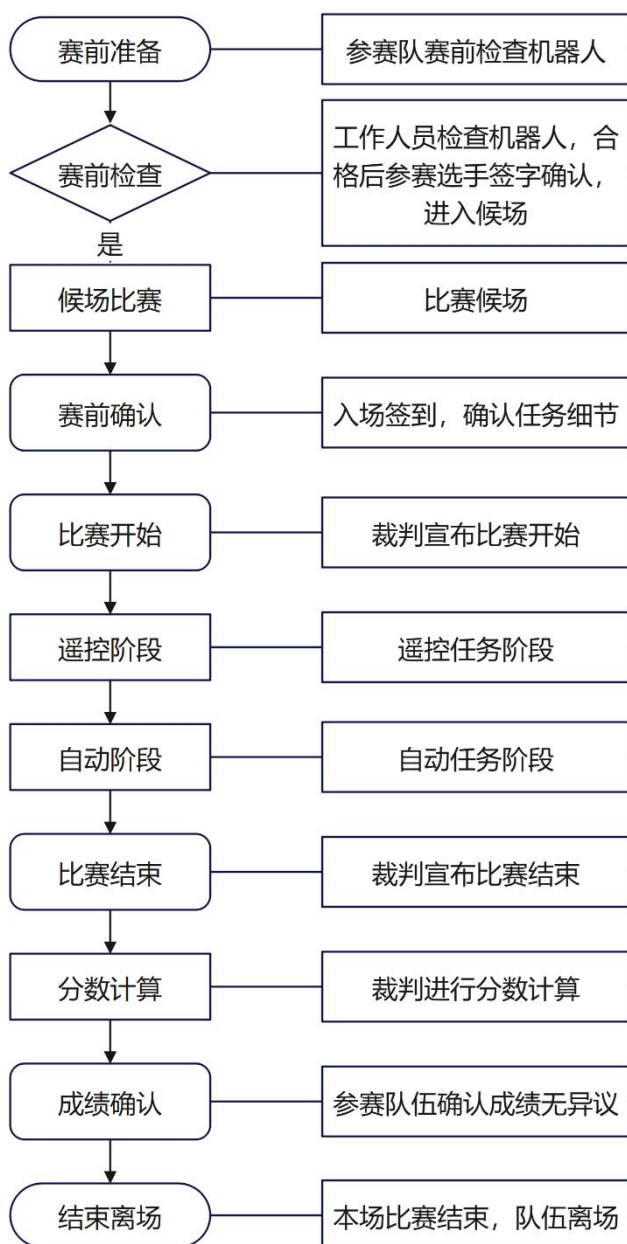 赛前准备
参赛队赛前检查机器人
赛前检查
工作人员检查机器人，合
格后参赛选手签字确认，
进入候场
是
候场比赛
比赛候场
赛前确认
入场签到，确认任务细节
比赛开始
裁判宣布比赛开始
遥控阶段
遥控任务阶段
自动阶段
自动任务阶段
比赛结束
裁判宣布比赛结束
分数计算
裁判进行分数计算
成绩确认
参赛队伍确认成绩无异议
结束离场
本场比赛结束，队伍离场